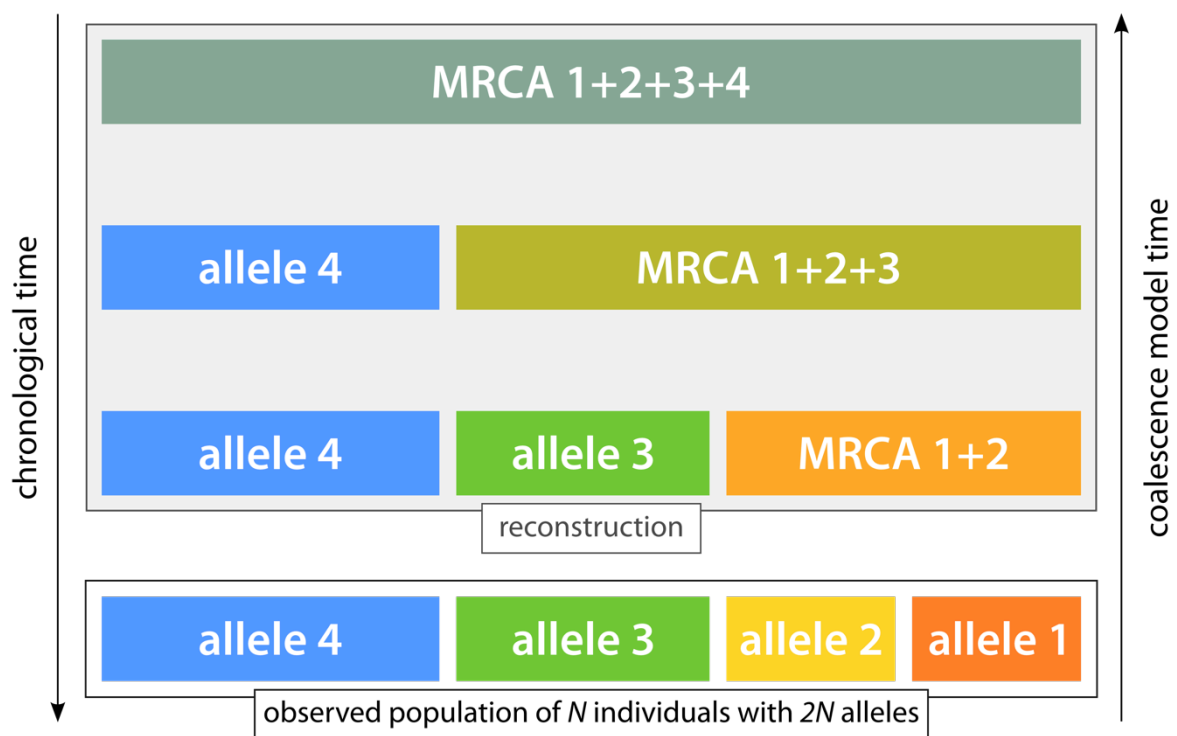 MRCA 1+2+3+4
allele 4 MRCA 1+2+3
allele 4 allele 3 MRCA 1+2
reconstruction
allele 4 allele 3 allele 2 allele 1
observed population of N individuals with 2N alleles
chronological time
coalescence model time